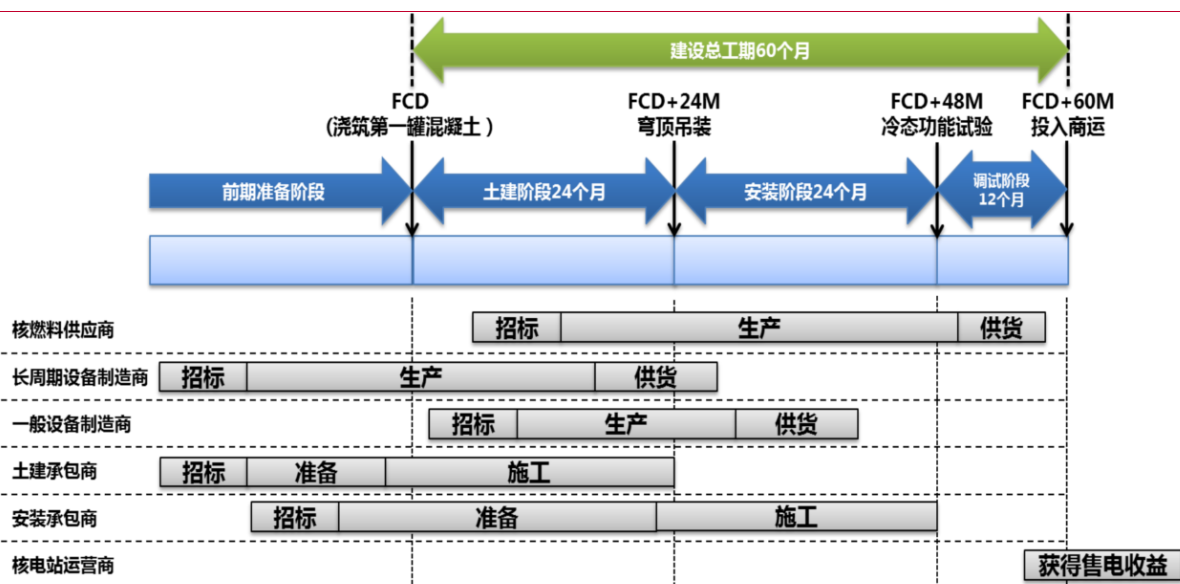 建设总工期60个月
FCD
(浇筑第一罐混凝土）
FCD+24M
穹顶吊装
FCD+48M
冷态功能试验
FCD+60M
投入商运
前期准备阶段
土建阶段24个月
安装阶段24个月
调试阶段
12个月
核燃料供应商
招标
生产
供货
长周期设备制造商
招标
生产
供货
一般设备制造商
招标
生产
供货
土建承包商
招标
准备
施工
安装承包商
招标
准备
施工
核电站运营商
获得售电收益